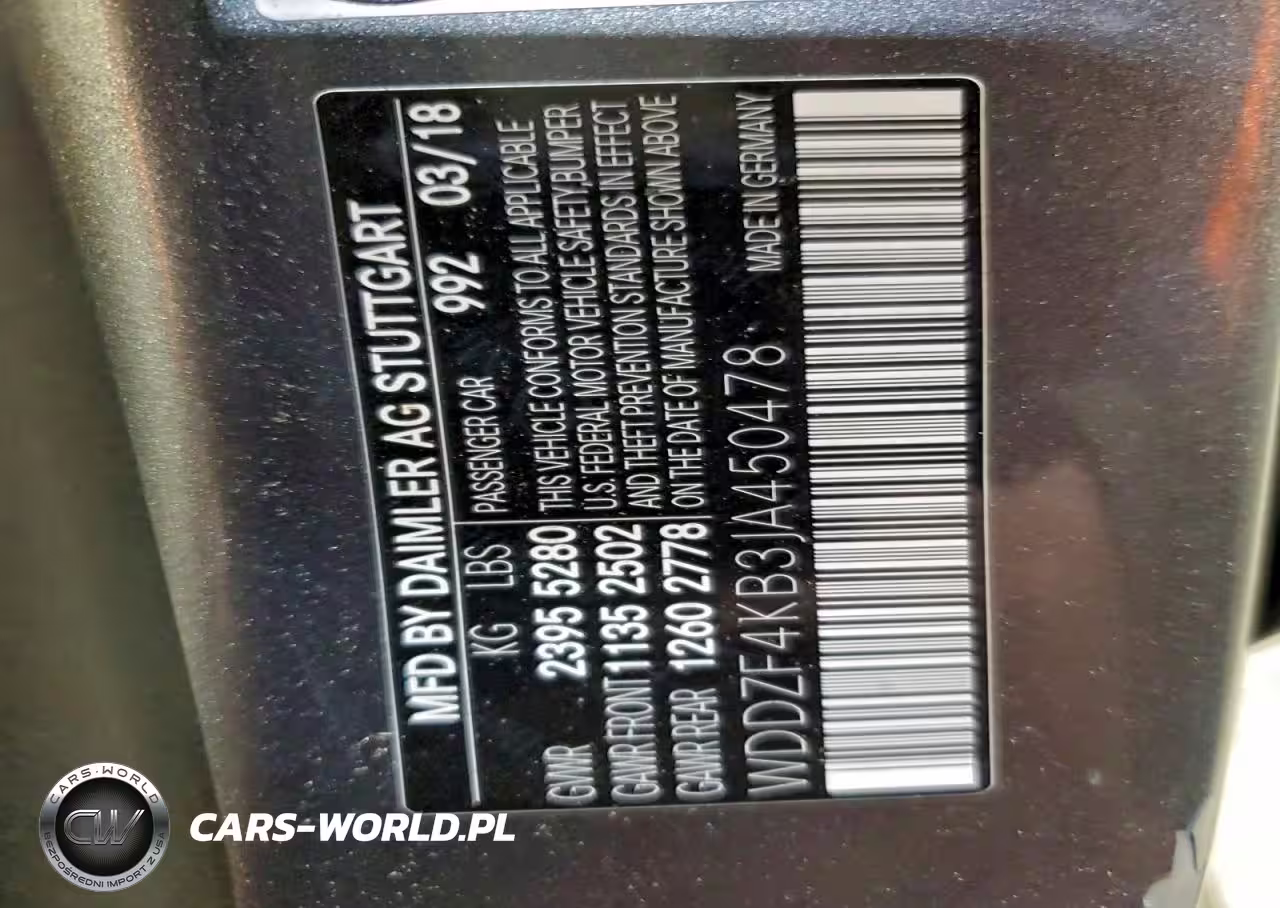 MFD BY DAIMLER AG STUTTGART
KG LBS PASSENGER CAR 992 03/18
GWR 2395 5280 THIS VEHICLE CONFORMS TO ALL APPLICABLE
U.S. FEDERAL MOTOR VEHICLE SAFETY, BUMPER
GAWR FRONT 1135 2502 AND THEFT PREVENTION STANDARDS IN EFFECT
GAWR REAR 1260 2778 ON THE DATE OF MANUFACTURE SHOWN ABOVE
WDDZF4KB3JA450478 MADE IN GERMANY
CARS-WORLD
CW
BEZPOŚREDNI IMPORT Z USA
CARS-WORLD.PL